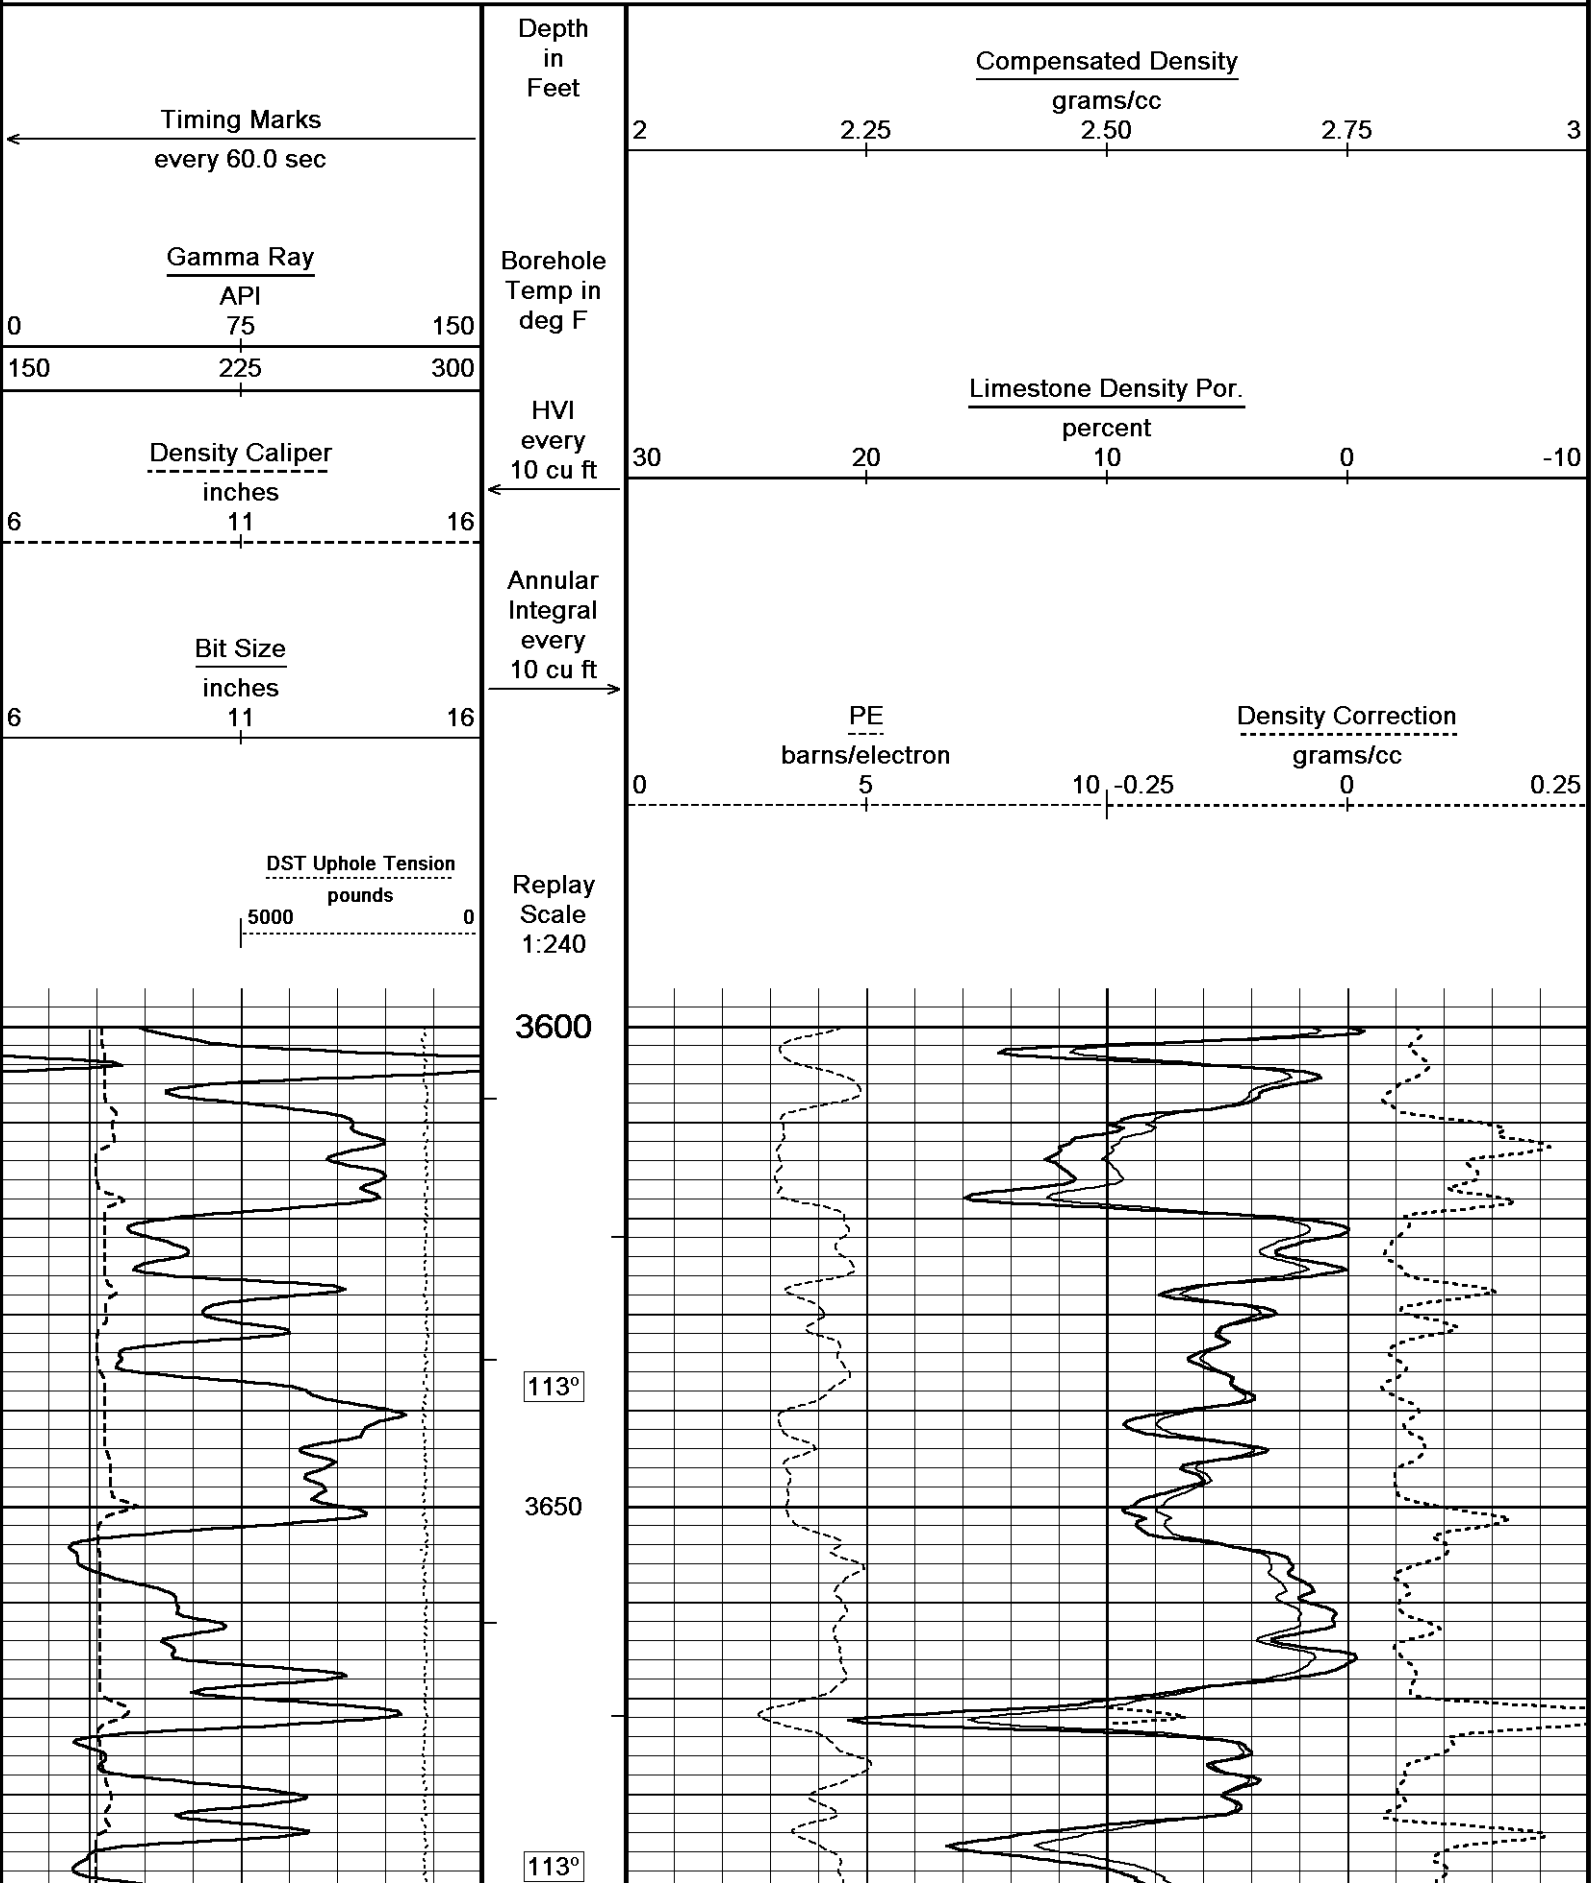 Timing Marks
every 60.0 sec
Gamma Ray
API
0 75 150
150 225 300
Density Caliper
inches
6 11 16
Bit Size
inches
6 11 16
DST Uphole Tension
pounds
5000 0
Depth
in
Feet
Borehole
Temp in
deg F
HVI
every
10 cu ft
Annular
Integral
every
10 cu ft
Replay
Scale
1:240
Compensated Density
grams/cc
2 2.25 2.50 2.75 3
Limestone Density Por.
percent
30 20 10 0 -10
PE
barns/electron
0 5 10
Density Correction
grams/cc
-0.25 0 0.25
3600
113º
3650
113º